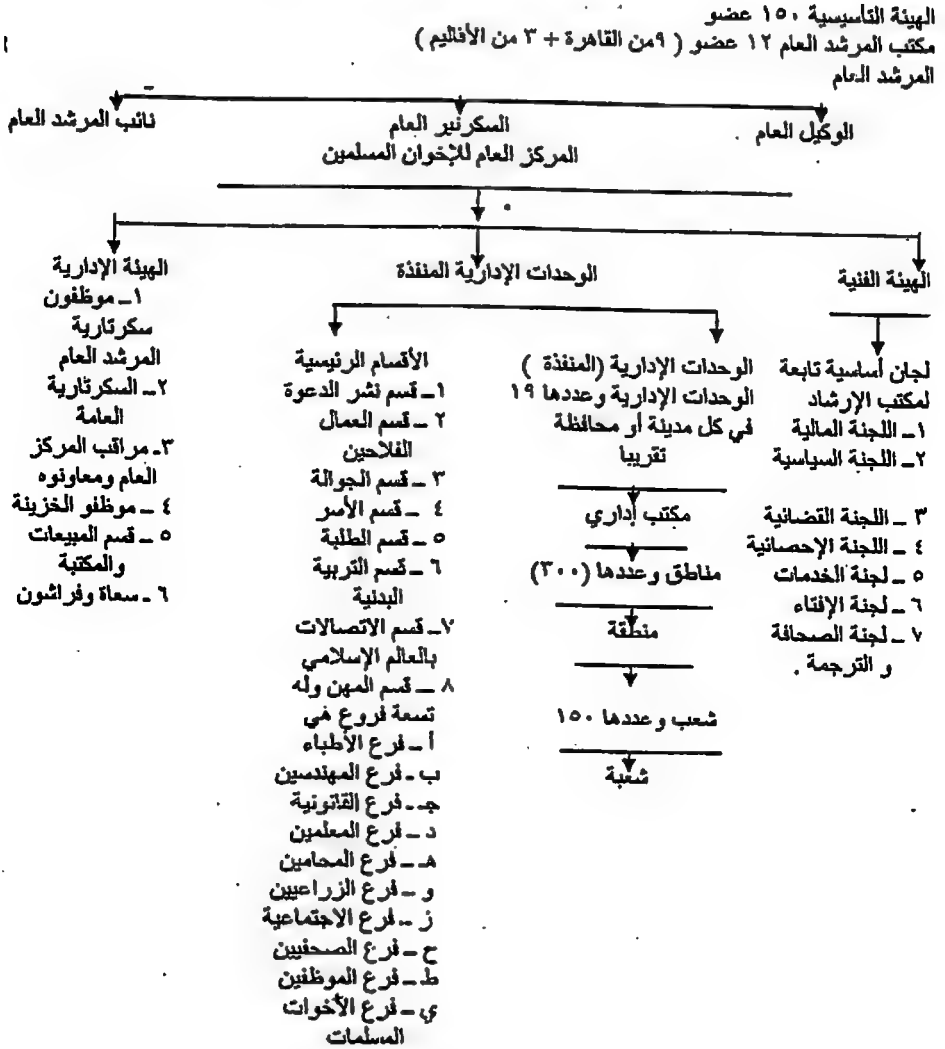 الهيئة التأسيسية ١٥٠ عضو
مكتب المرشد العام ١٢ عضو ( ٩من القاهرة + ٣ من الأقاليم )
المرشد العام
الوكيل العام
السكرتير العام
نائب المرشد العام
المركز العام للإخوان المسلمين
الهيئة الفنية
الوحدات الإدارية المنفذة
الهيئة الإدارية
لجان أساسية تابعة
لمكتب الإرشاد
١ـ اللجنة المالية
٢ـ اللجنة السياسية
٣ ـ اللجنة القضائية
٤ ـ اللجنة الإحصائية
٥ ـ لجنة الخدمات
٦ ـ لجنة الإفتاء
٧ ـ لجنة الصحافة
و الترجمة .
الوحدات الإدارية (المنفذة )
الوحدات الإدارية وعددها ١٩
في كل مدينة أو محافظة
تقريبا
مكتب إداري
مناطق وعددها (٣٠٠)
منطقة
شعب وعددها ١٥٠
شعبة
الأقسام الرئيسية
١ـ قسم نشر الدعوة
٢ ـ قسم العمال
الفلاحين
٣ ـ قسم الجوالة
٤ ـ قسم الأسر
٥ ـ قسم الطلبة
٦ ـ قسم التربية
البدنية
٧ـ قسم الاتصالات
بالعالم الإسلامي
٨ ـ قسم المهن وله
تسعة فروع هي
أ ـ فرع الأطباء
ب ـ فرع المهندسين
جـ ـ فرع القانونية
د ـ فرع المعلمين
هـ ـ فرع المحامين
و ـ فرع الزراعيين
ز ـ فرع الاجتماعية
ح ـ فرع الصحفيين
ط ـ فرع الموظفين
ي ـ فرع الأخوات
المسلمات
١ـ موظفون
سكرتارية
المرشد العام
٢ـ السكرتارية
العامة
٣ـ مراقب المركز
العام ومعاونوه
٤ ـ موظفو الخزينة
٥ ـ قسم المبيعات
والمكتبة
٦ ـ سعاة وفراشون